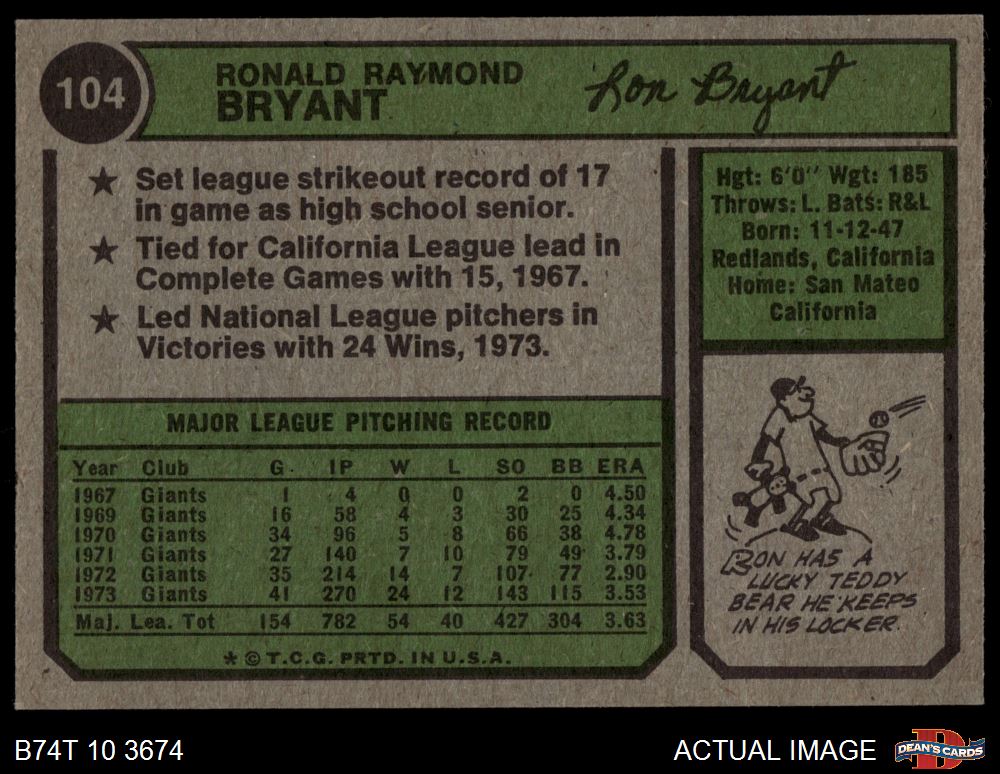 104
RONALD RAYMOND
BRYANT
Ron Bryant
★ Set league strikeout record of 17
in game as high school senior.
★ Tied for California League lead in
Complete Games with 15, 1967.
★ Led National League pitchers in
Victories with 24 Wins, 1973.
Hgt: 6'0" Wgt: 185
Throws: L. Bats: R&L
Born: 11-12-47
Redlands, California
Home: San Mateo
California
MAJOR LEAGUE PITCHING RECORD
Year Club G. IP W L SO BB ERA
1967 Giants 1 4 0 0 2 0 4.50
1969 Giants 16 58 4 3 30 25 4.34
1970 Giants 34 96 5 8 66 38 4.78
1971 Giants 27 140 7 10 79 49 3.79
1972 Giants 35 214 14 7 107 77 2.90
1973 Giants 41 270 24 12 143 115 3.53
Maj. Lea. Tot 154 782 54 40 427 304 3.63
* © T.C.G. PRTD. IN U.S.A.
RON HAS A
LUCKY TEDDY
BEAR HE KEEPS
IN HIS LOCKER.
B74T 10 3674
ACTUAL IMAGE
DEAN'S CARDS